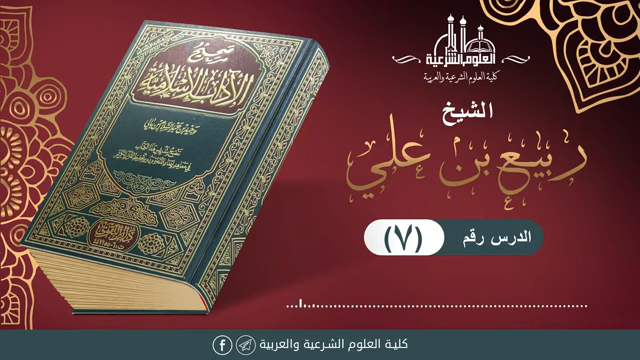 العلوم الشرعية
كلية العلوم الشرعية والعربية
الشيخ
ربيع بن علي
الدرس رقم (٧)
صحيح
الآداب الإسلامية
كلية العلوم الشرعية والعربية